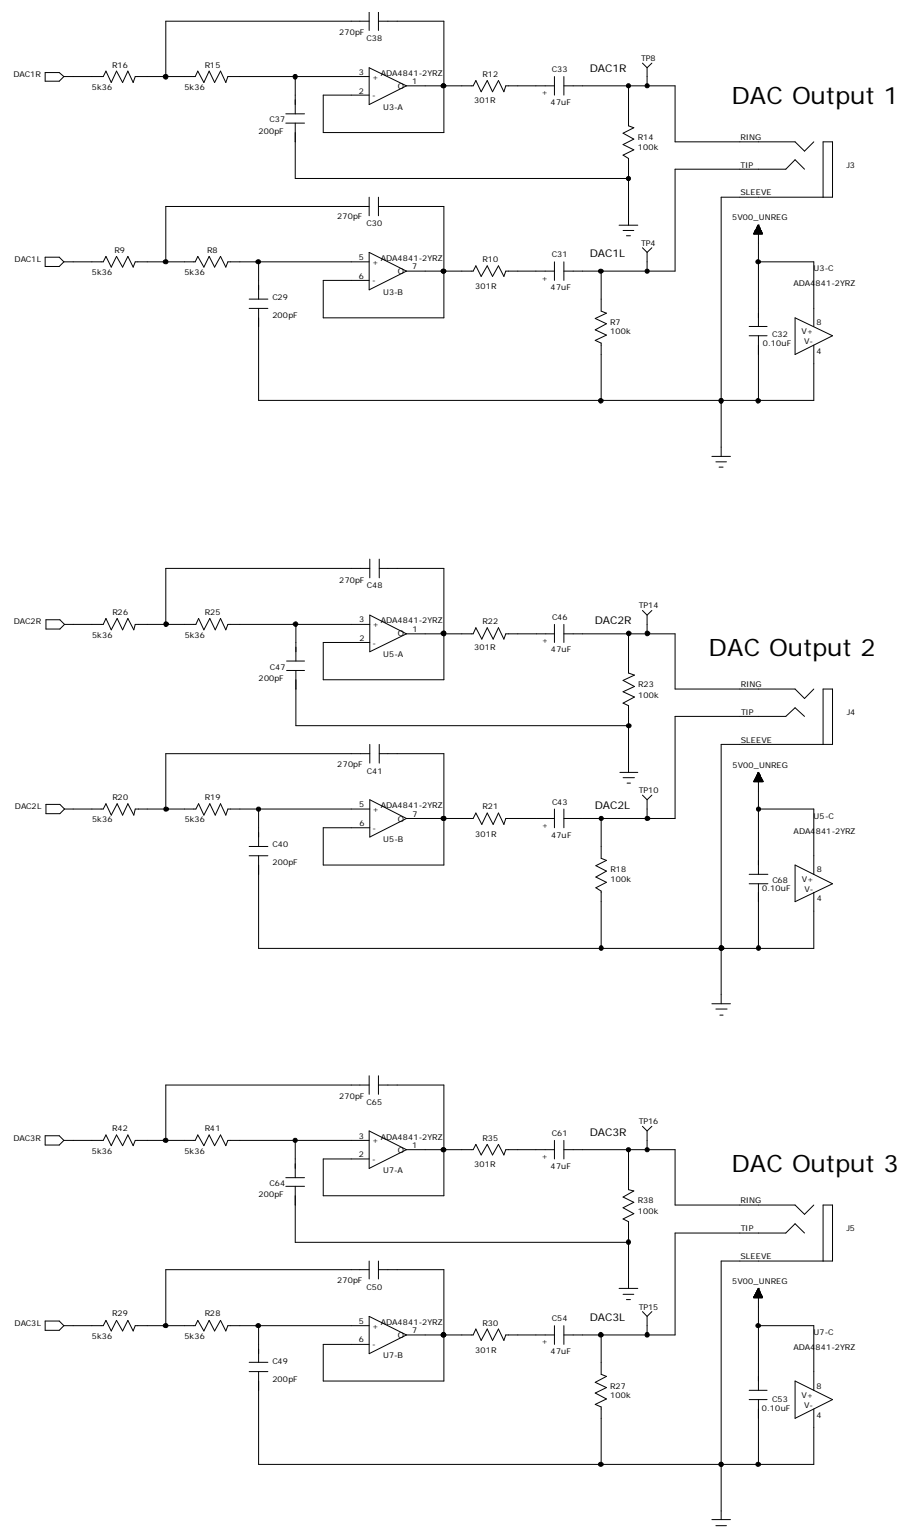 270pF C38
DAC1R R16 5k36 R15 5k36 ADA4841-2YRZ 3 + 2 - 1 U3-A R12 301R C33 + 47uF DAC1R TP8
DAC Output 1
C37 200pF
R14 100k
RING
TIP J3
SLEEVE
270pF C30
DAC1L R9 5k36 R8 5k36 ADA4841-2YRZ 5 + 6 - 7 U3-B R10 301R C31 + 47uF DAC1L TP4
5V00_UNREG
C29 200pF
R7 100k
U3-C
ADA4841-2YRZ
C32 0.10uF 8 V+ V- 4
270pF C48
DAC2R R26 5k36 R25 5k36 ADA4841-2YRZ 3 + 2 - 1 U5-A R22 301R C46 + 47uF DAC2R TP14
DAC Output 2
C47 200pF
R23 100k
RING
TIP J4
SLEEVE
270pF C41
DAC2L R20 5k36 R19 5k36 ADA4841-2YRZ 5 + 6 - 7 U5-B R21 301R C43 + 47uF DAC2L TP10
5V00_UNREG
C40 200pF
R18 100k
U5-C
ADA4841-2YRZ
C68 0.10uF 8 V+ V- 4
270pF C65
DAC3R R42 5k36 R41 5k36 ADA4841-2YRZ 3 + 2 - 1 U7-A R35 301R C61 + 47uF DAC3R TP16
DAC Output 3
C64 200pF
R38 100k
RING
TIP J5
SLEEVE
270pF C50
DAC3L R29 5k36 R28 5k36 ADA4841-2YRZ 5 + 6 - 7 U7-B R30 301R C54 + 47uF DAC3L TP15
5V00_UNREG
C49 200pF
R27 100k
U7-C
ADA4841-2YRZ
C53 0.10uF 8 V+ V- 4